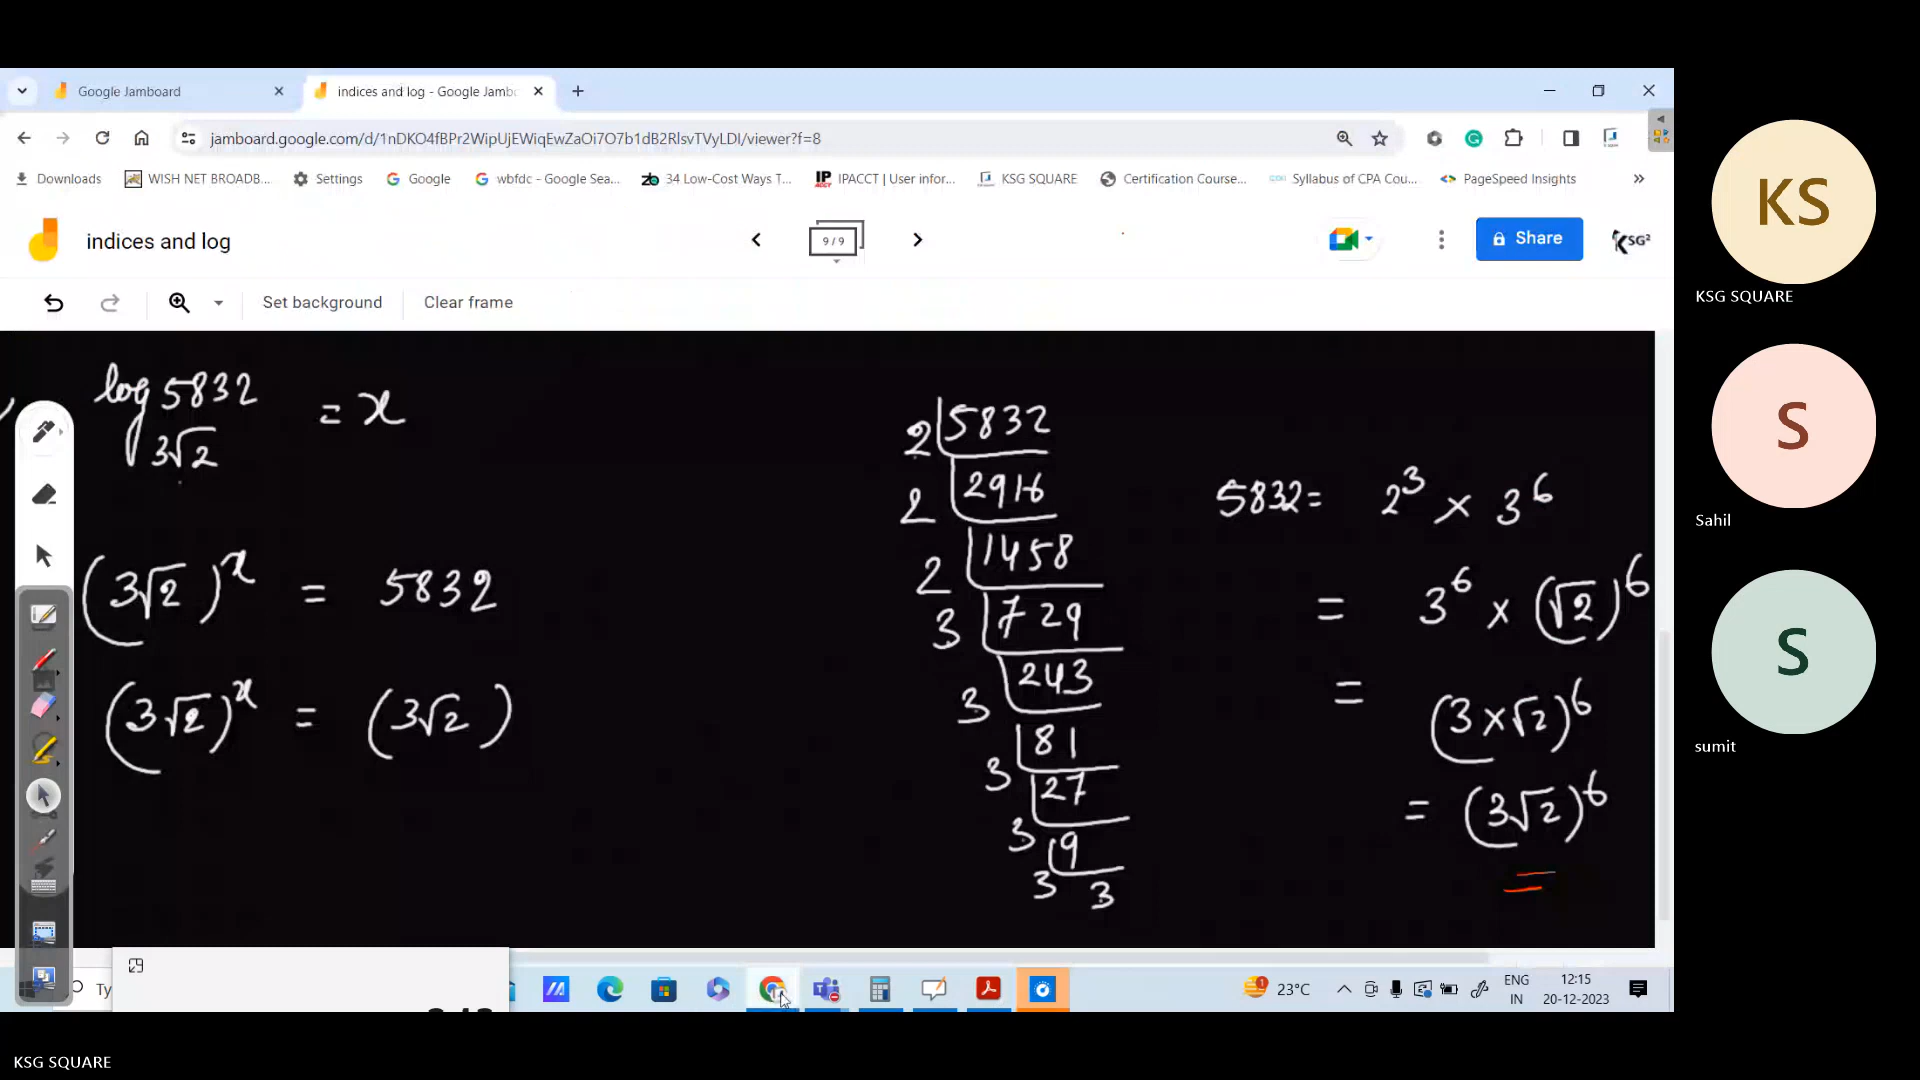 Google Jamboard
indices and log - Google Jambo
jamboard.google.com/d/1nDKO4fBPr2WipUjEWiqEwZaOi7O7b1dB2RlsvTVyLDI/viewer?f=8
Downloads WISH NET BROADB... Settings Google wbfdc - Google Sea... 34 Low-Cost Ways T... IPACCT | User infor... KSG SQUARE Certification Course... Syllabus of CPA Cou... PageSpeed Insights
indices and log
9 / 9
Share
KSG²
Set background Clear frame
log 5832 = x
3√2
(3√2)^x = 5832
(3√2)^x = (3√2 )
2 5832
2 2916
2 1458
3 729
3 243
3 81
3 27
3 9
3 3
5832 = 2^3 × 3^6
= 3^6 × (√2)^6
= (3 × √2)^6
= (3√2)^6
KS
KSG SQUARE
S
Sahil
S
sumit
Ty
23°C
ENG
IN
12:15
20-12-2023
KSG SQUARE